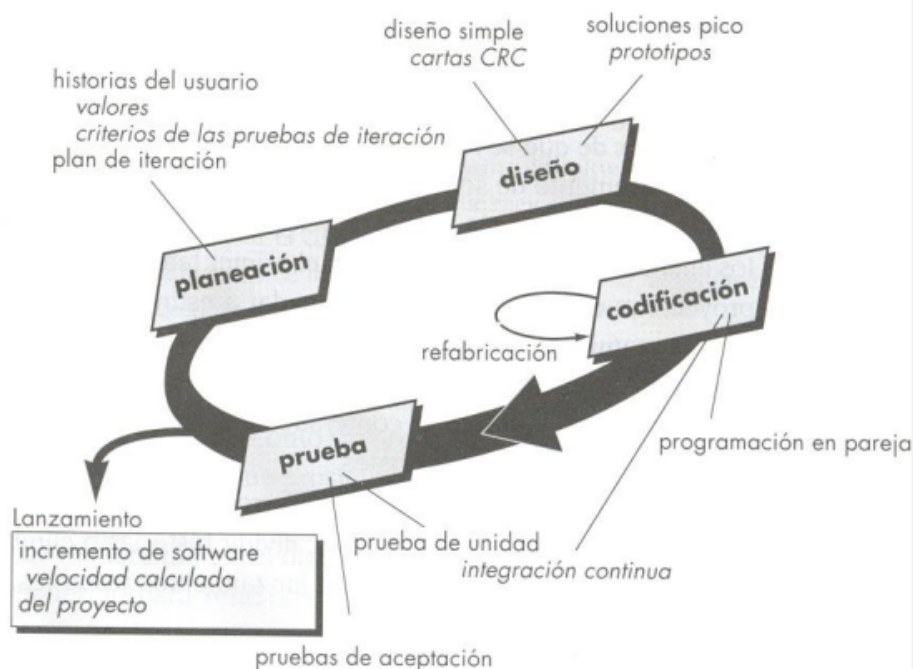 diseño simple
cartas CRC
soluciones pico
prototipos
historias del usuario
valores
criterios de las pruebas de iteración
plan de iteración
diseño
planeación
codificación
refabricación
prueba
programación en pareja
Lanzamiento
incremento de software
velocidad calculada
del proyecto
prueba de unidad
integración continua
pruebas de aceptación